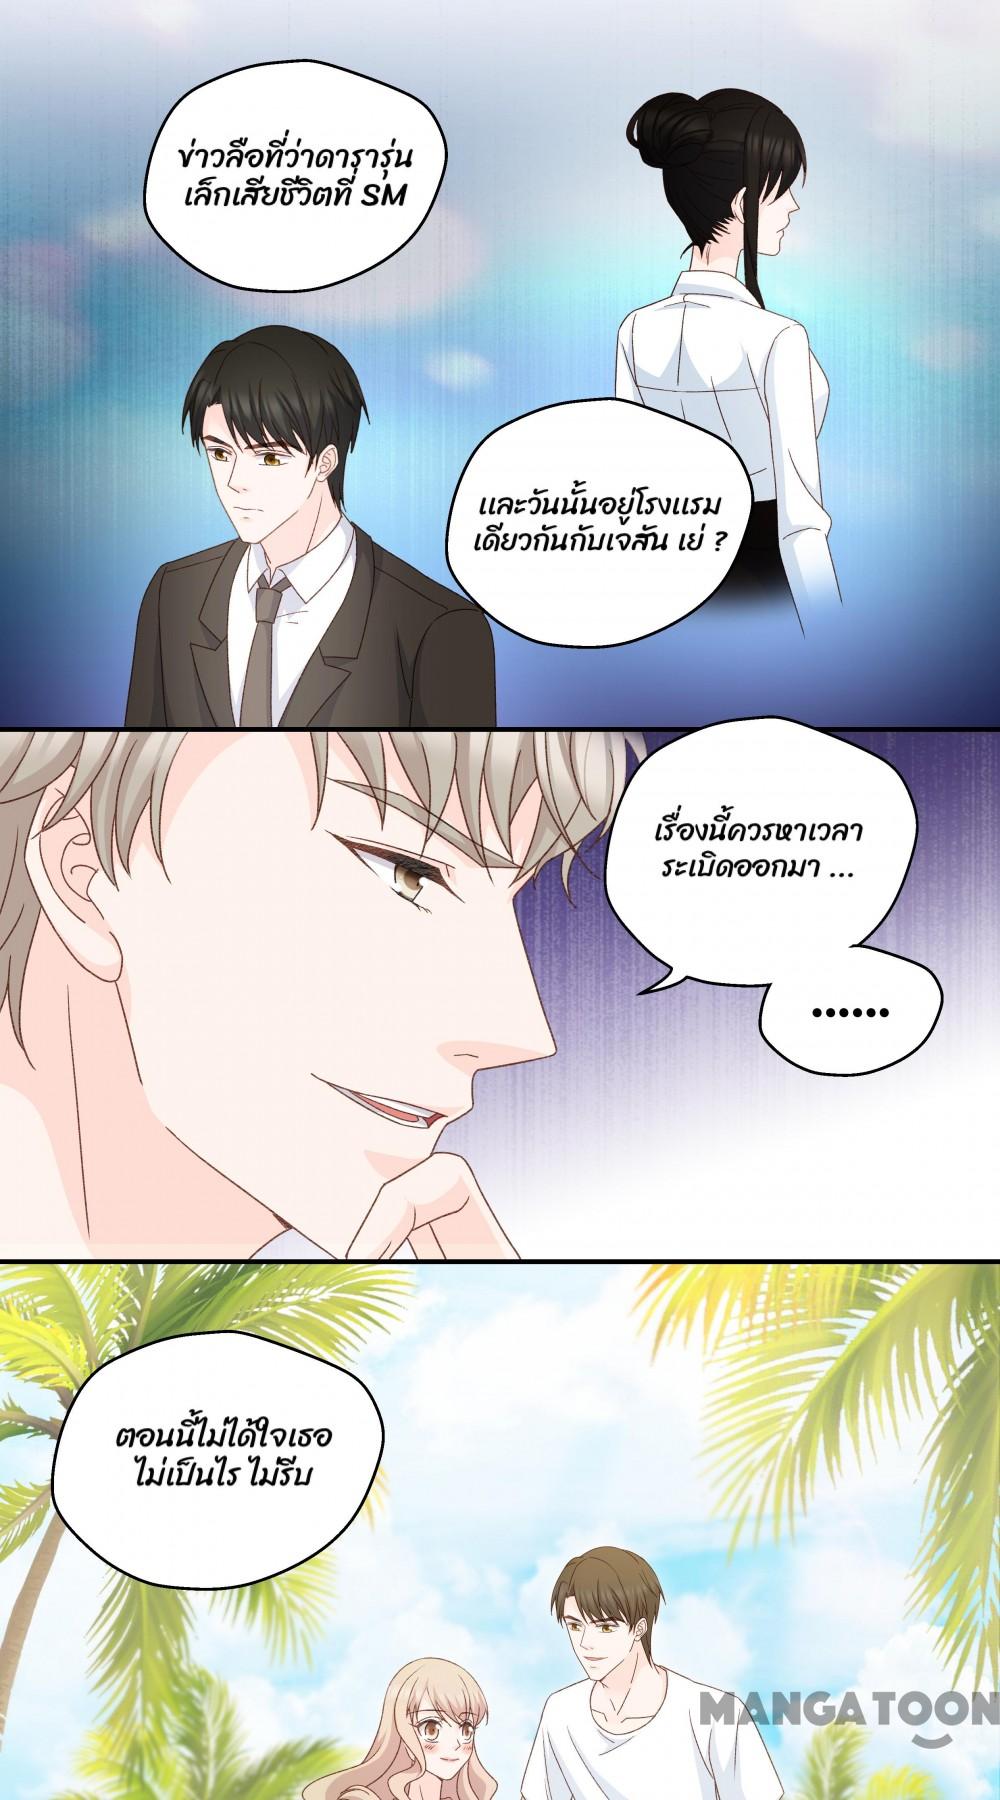 ข่าวลือที่ว่าดารารุ่น
เล็กเสียชีวิตที่ SM
และวันนั้นอยู่โรงแรม
เดียวกันกับเจสัน เย่ ?
เรื่องนี้ควรหาเวลา
ระเบิดออกมา ...
......
ตอนนี้ไม่ได้ใจเธอ
ไม่เป็นไร ไม่รีบ
MANGATOON